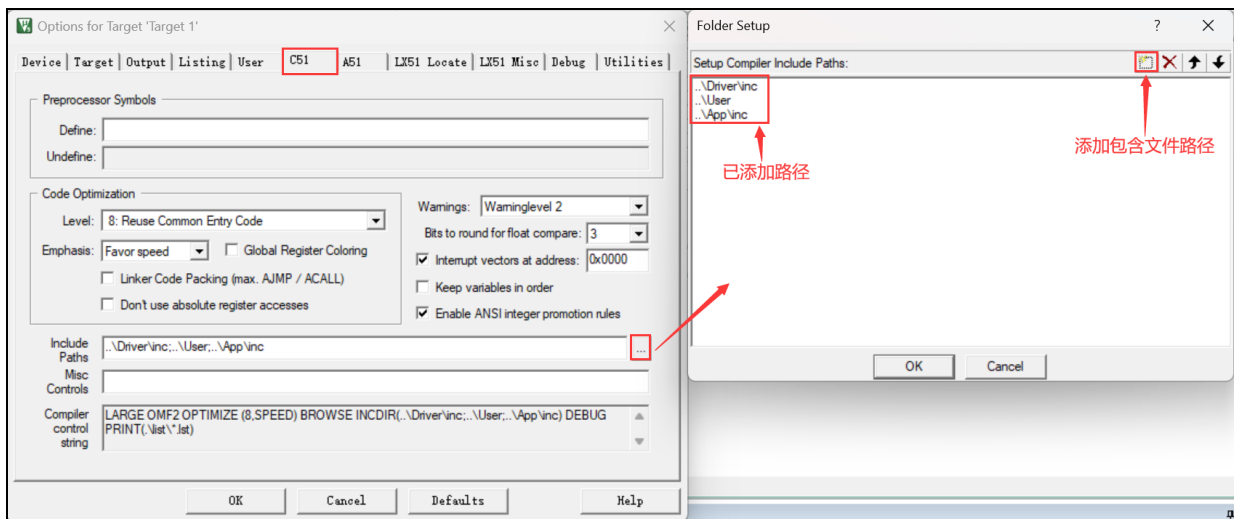 Options for Target 'Target 1'
Device | Target | Output | Listing | User | C51 | A51 | LX51 Locate | LX51 Misc | Debug | Utilities |
Preprocessor Symbols
Define:
Undefine:
Code Optimization
Level: 8: Reuse Common Entry Code
Emphasis: Favor speed Global Register Coloring
Linker Code Packing (max. AJMP / ACALL)
Don't use absolute register accesses
Warnings: Warninglevel 2
Bits to round for float compare: 3
Interrupt vectors at address: 0x0000
Keep variables in order
Enable ANSI integer promotion rules
Include Paths ..\Driver\inc;..\User;..\App\inc ...
Misc Controls
Compiler control string
LARGE OMF2 OPTIMIZE (8,SPEED) BROWSE INCDIR(..\Driver\inc;..\User;..\App\inc) DEBUG
PRINT(.\list\*.lst)
OK Cancel Defaults Help
Folder Setup ?
Setup Compiler Include Paths:
..\Driver\inc
..\User
..\App\inc
已添加路径
添加包含文件路径
OK Cancel